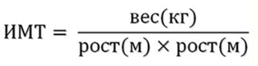 ИМТ = вес(кг) / рост(м) × рост(м)